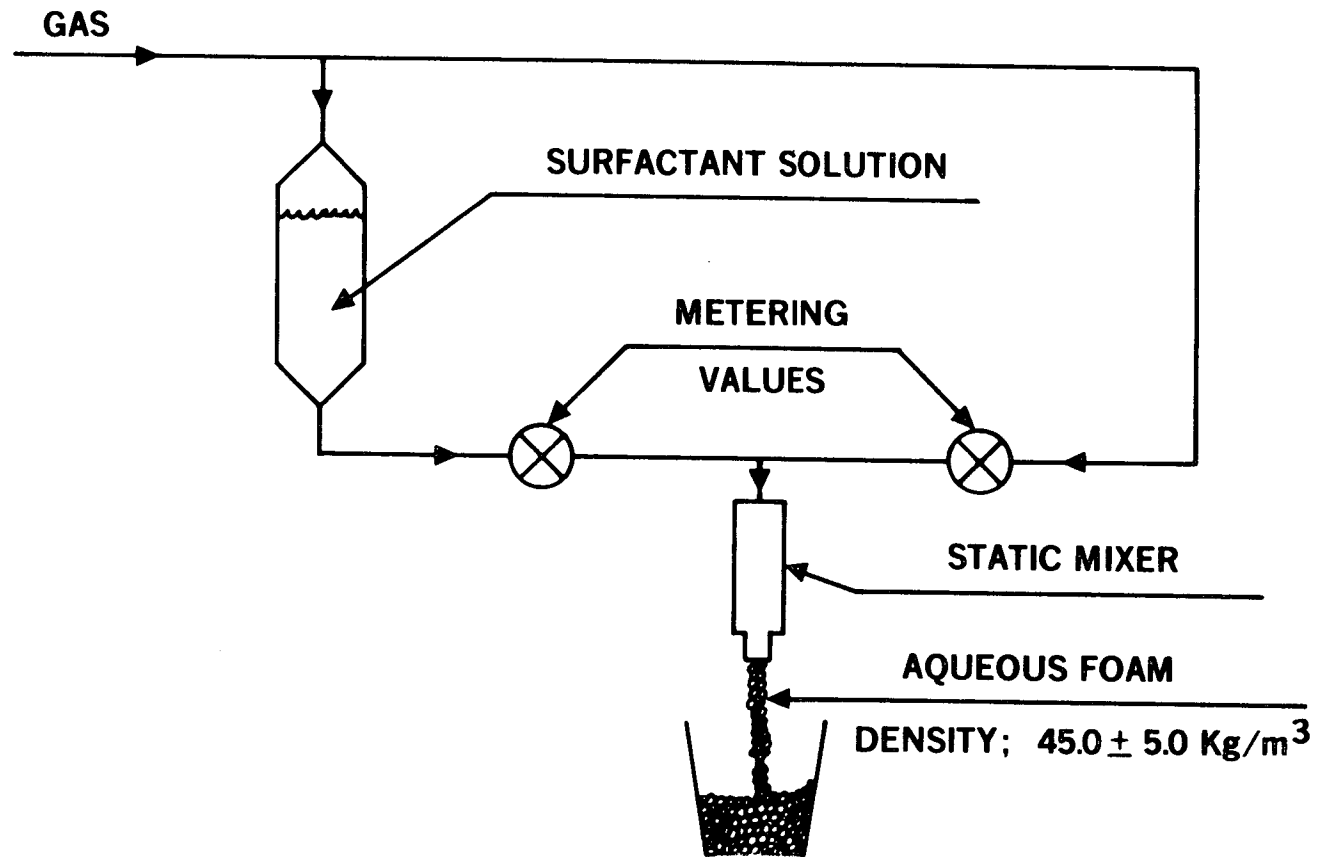 GAS
SURFACTANT SOLUTION
METERING
VALUES
STATIC MIXER
AQUEOUS FOAM
DENSITY; 45.0 ± 5.0 Kg/m³